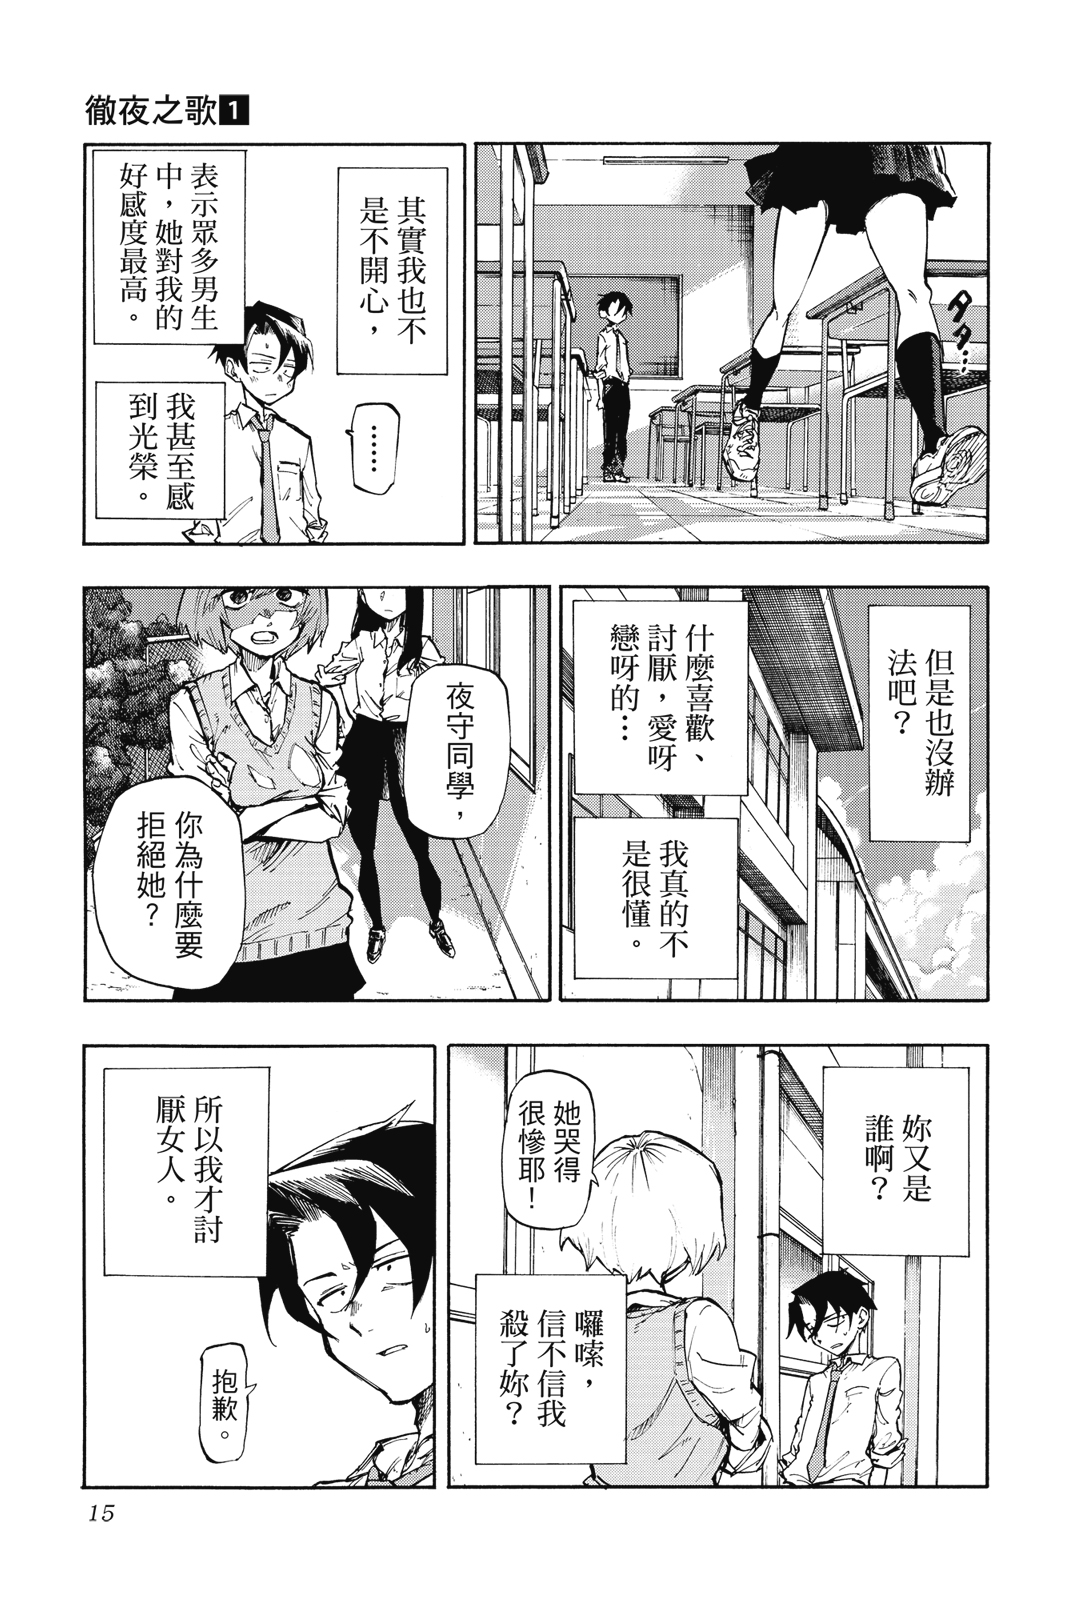 徹夜之歌1
タタ…
其實我也不
是不開心，
……
表示眾多男生
中，她對我的
好感度最高。
我甚至感
到光榮。
但是也沒辦
法吧？
什麼喜歡、
討厭，愛呀
戀呀的…
我真的不
是很懂。
夜守同學，
你為什麼要
拒絕她？
妳又是
誰啊？
她哭得
很慘耶！
囉嗦，
信不信我
殺了妳？
所以我才討
厭女人。
抱歉。
15